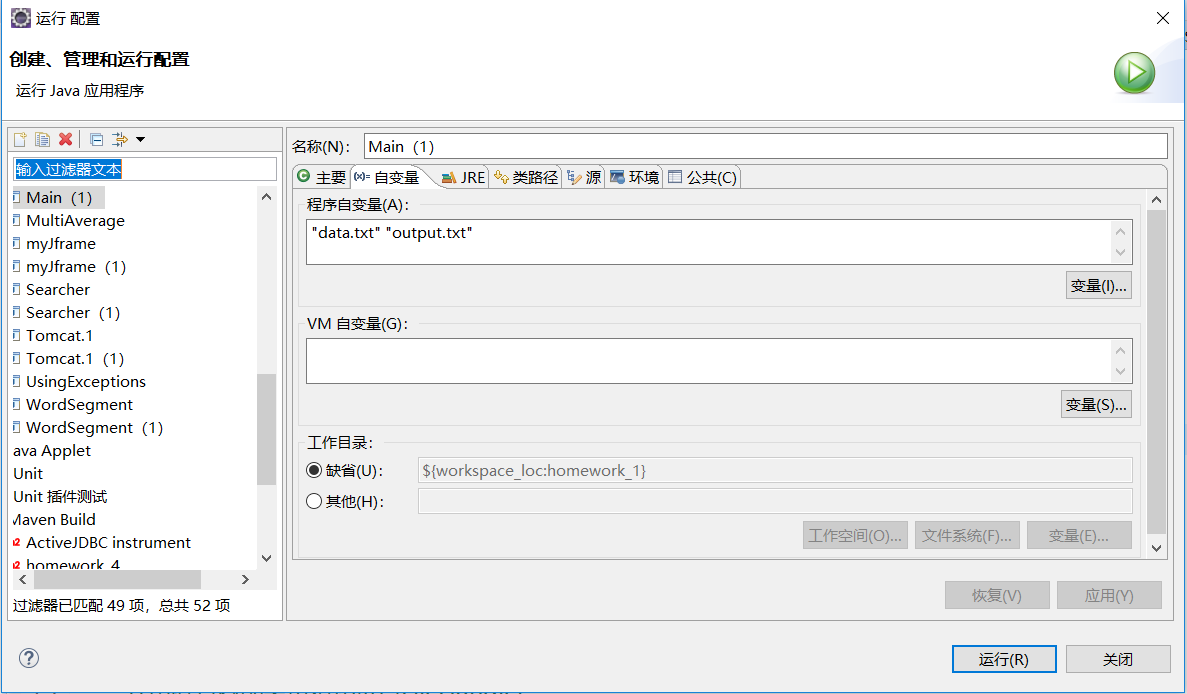 运行 配置
创建、管理和运行配置
运行 Java 应用程序
输入过滤器文本
Main (1)
MultiAverage
myJframe
myJframe (1)
Searcher
Searcher (1)
Tomcat.1
Tomcat.1 (1)
UsingExceptions
WordSegment
WordSegment (1)
ava Applet
Unit
Unit 插件测试
Maven Build
ActiveJDBC instrument
homework_4
过滤器已匹配 49 项，总共 52 项
名称(N)： Main (1)
主要 (x)= 自变量 JRE 类路径 源 环境 公共(C)
程序自变量(A)：
"data.txt" "output.txt"
变量(I)...
VM 自变量(G)：
变量(S)...
工作目录：
缺省(U)： ${workspace_loc:homework_1}
其他(H)：
工作空间(O)... 文件系统(F)... 变量(E)...
恢复(V) 应用(Y)
运行(R) 关闭